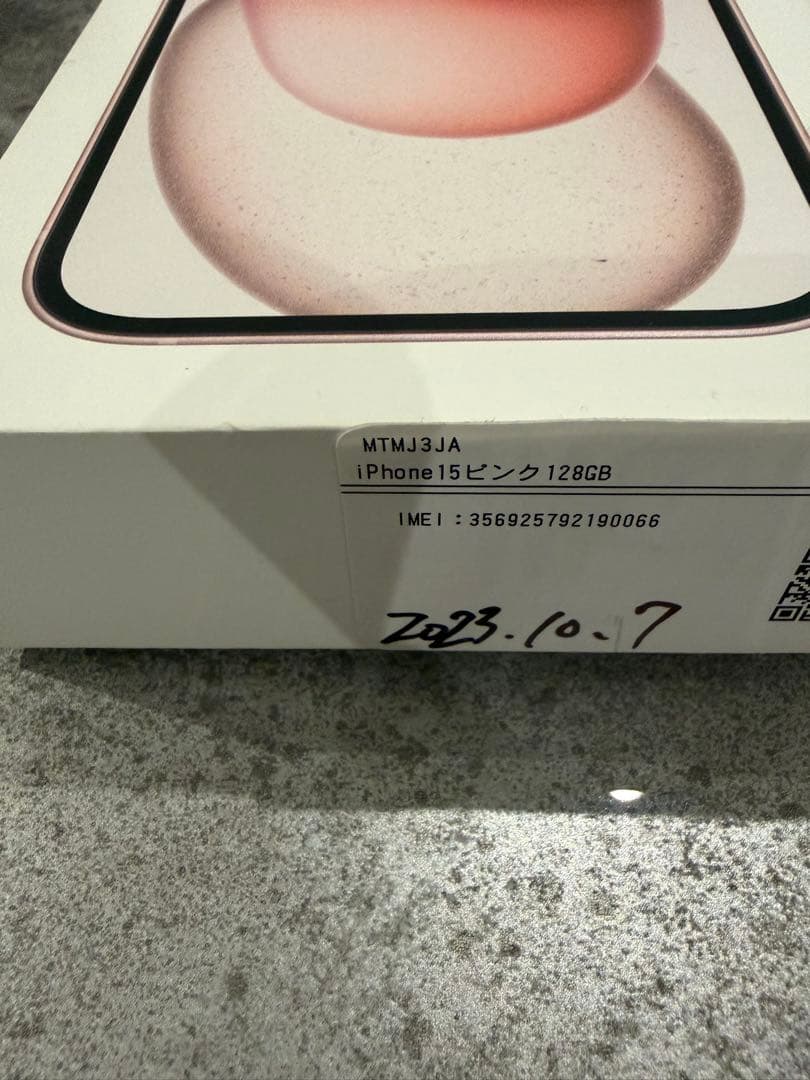 MTMJ3JA
iPhone15ピンク128GB
IMEI：356925792190066
2023.10.7